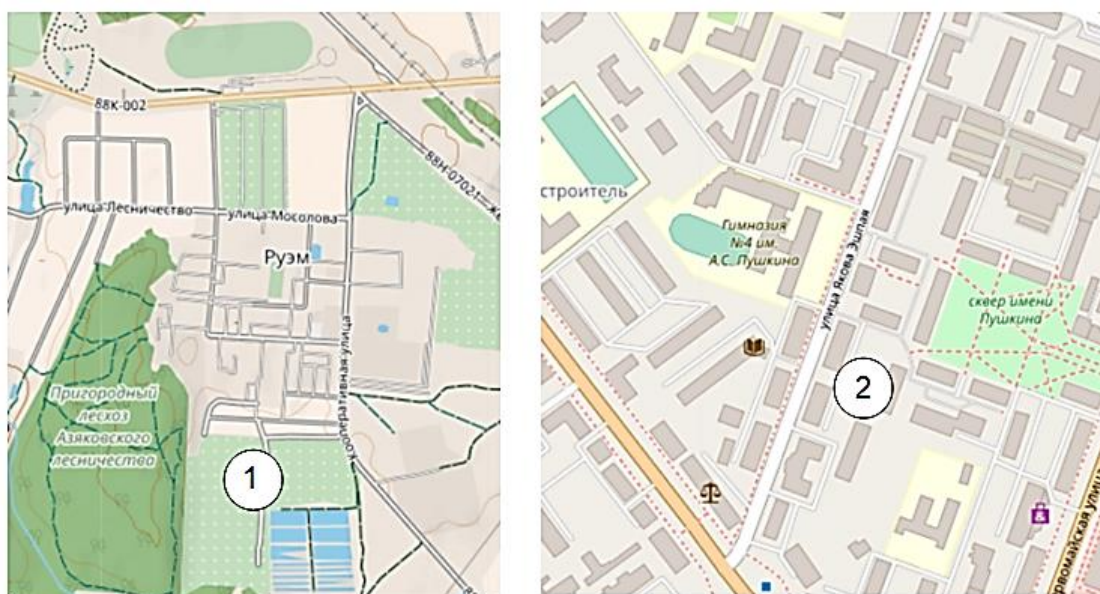 88К-002
88Н-07021
улица Лесничество
улица Мосолова
Руэм
Кооперативная улица
Пригородный
лесхоз
Азяковского
лесничества
1
строитель
Гимназия
№4 им.
А.С. Пушкина
улица Якова Эшпая
сквер имени
Пушкина
2
рвомайская улица